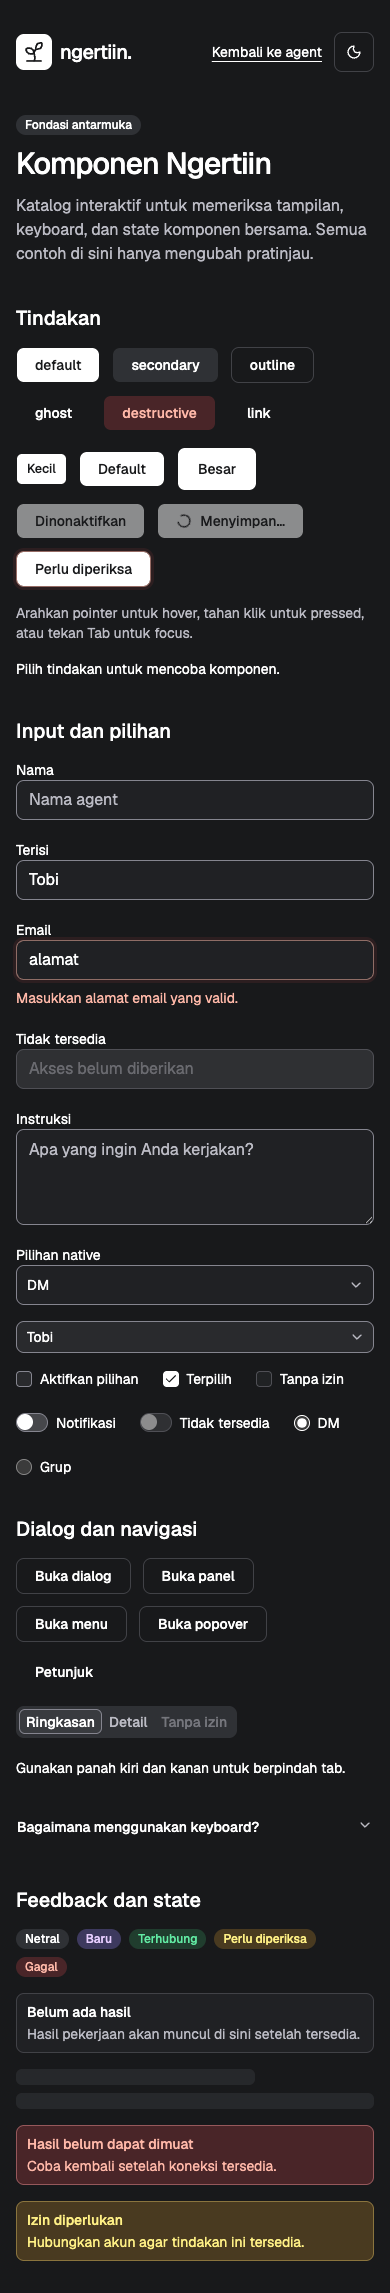 ngertiin.
Kembali ke agent
Fondasi antarmuka
Komponen Ngertiin
Katalog interaktif untuk memeriksa tampilan,
keyboard, dan state komponen bersama. Semua
contoh di sini hanya mengubah pratinjau.
Tindakan
default
secondary
outline
ghost
destructive
link
Kecil
Default
Besar
Dinonaktifkan
Menyimpan...
Perlu diperiksa
Arahkan pointer untuk hover, tahan klik untuk pressed,
atau tekan Tab untuk focus.
Pilih tindakan untuk mencoba komponen.
Input dan pilihan
Nama
Nama agent
Terisi
Tobi
Email
alamat
Masukkan alamat email yang valid.
Tidak tersedia
Akses belum diberikan
Instruksi
Apa yang ingin Anda kerjakan?
Pilihan native
DM
Tobi
Aktifkan pilihan
Terpilih
Tanpa izin
Notifikasi
Tidak tersedia
DM
Grup
Dialog dan navigasi
Buka dialog
Buka panel
Buka menu
Buka popover
Petunjuk
Ringkasan
Detail
Tanpa izin
Gunakan panah kiri dan kanan untuk berpindah tab.
Bagaimana menggunakan keyboard?
Feedback dan state
Netral
Baru
Terhubung
Perlu diperiksa
Gagal
Belum ada hasil
Hasil pekerjaan akan muncul di sini setelah tersedia.
Hasil belum dapat dimuat
Coba kembali setelah koneksi tersedia.
Izin diperlukan
Hubungkan akun agar tindakan ini tersedia.